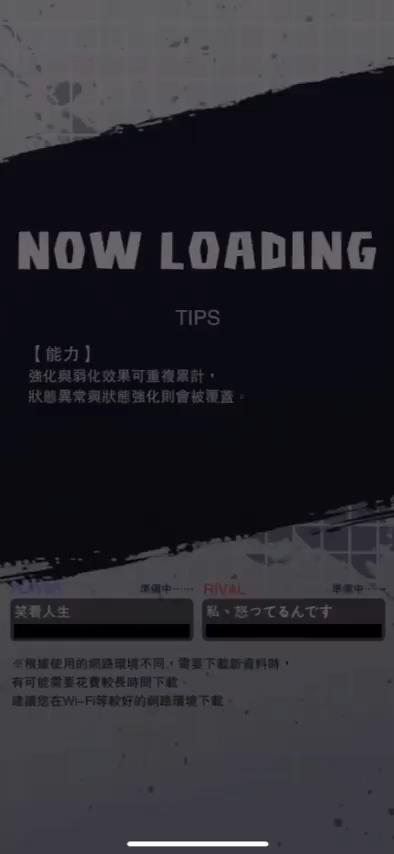 NOW LOADING
TIPS
【能力】
強化與弱化效果可重複累計，
狀態異常與狀態強化則會被覆蓋。
PLAYER 準備中…… RIVAL 準備中……
笑看人生 私、怒ってるんです
※根據使用的網路環境不同，需要下載新資料時，
有可能需要花費較長時間下載。
建議您在Wi-Fi等較好的網路環境下載。